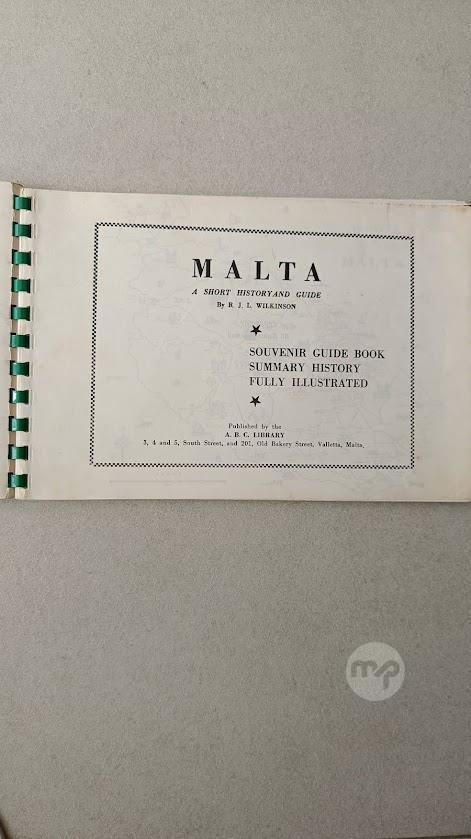 MALTA
A SHORT HISTORYAND GUIDE
By R. J. L. WILKINSON
SOUVENIR GUIDE BOOK
SUMMARY HISTORY
FULLY ILLUSTRATED
Published by the
A. B. C. LIBRARY
3, 4 and 5, South Street, and 201, Old Bakery Street, Valletta, Malta.
mp